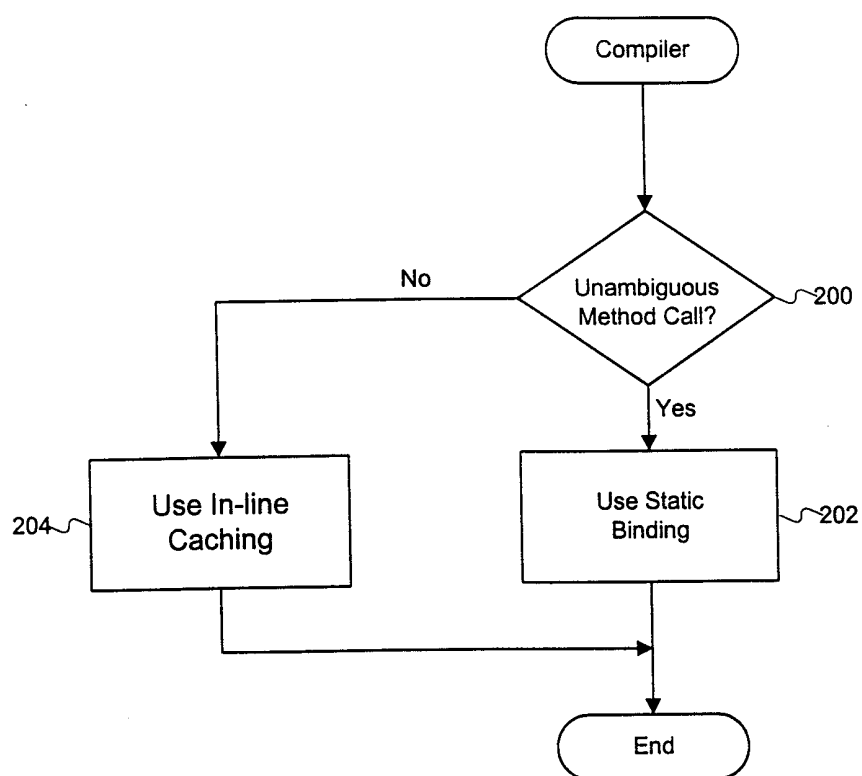 Compiler
No
Unambiguous
Method Call?
200
Yes
Use In-line
Caching
204
Use Static
Binding
202
End